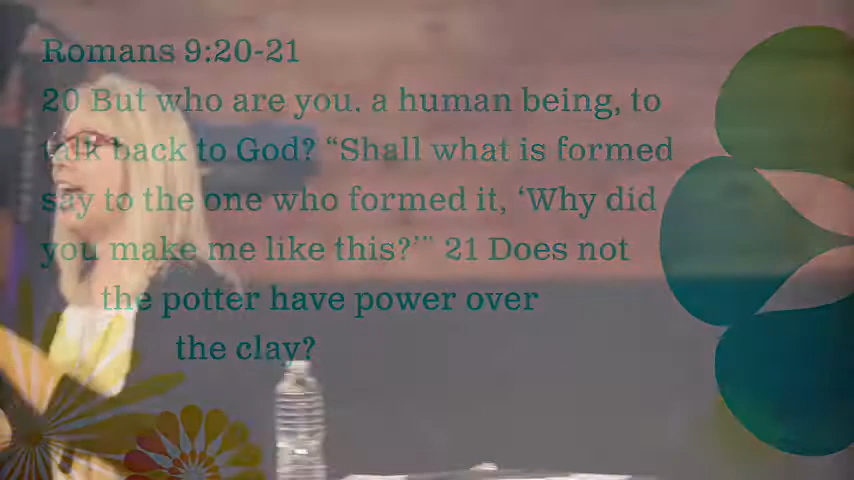 Romans 9:20-21
20 But who are you. a human being, to
talk back to God? “Shall what is formed
say to the one who formed it, ‘Why did
you make me like this?’” 21 Does not
the potter have power over
the clay?